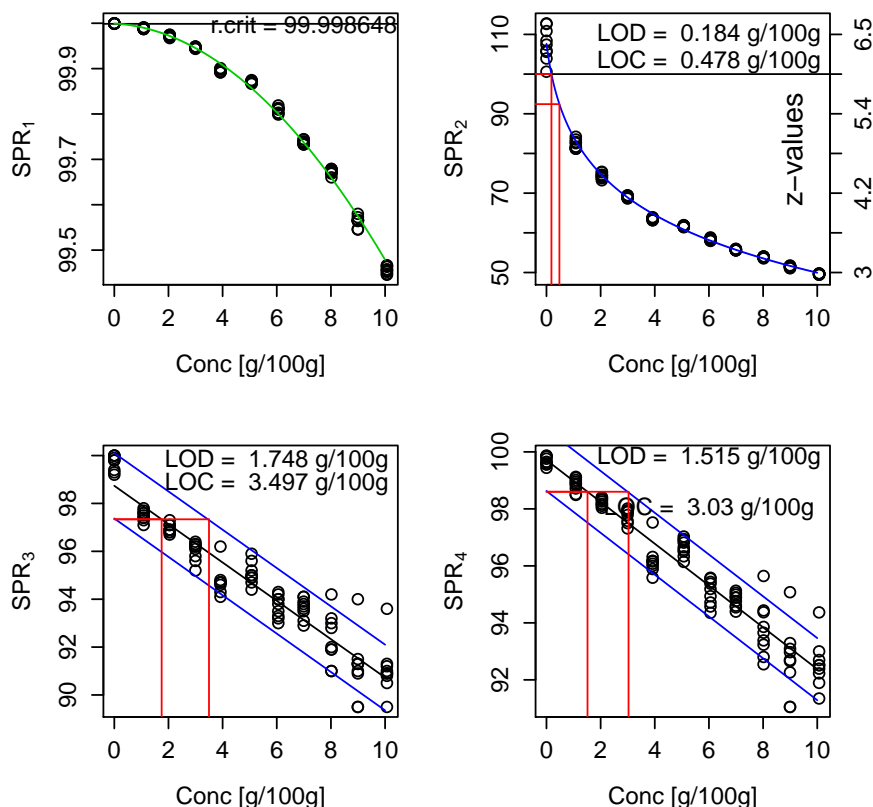 r.crit = 99.998648
99.5 99.7 99.9
SPR1
0 2 4 6 8 10
Conc [g/100g]
LOD = 0.184 g/100g
LOC = 0.478 g/100g
50 70 90 110
SPR2
3 4.2 5.4 6.5
z−values
0 2 4 6 8 10
Conc [g/100g]
LOD = 1.748 g/100g
LOC = 3.497 g/100g
90 92 94 96 98
SPR3
0 2 4 6 8 10
Conc [g/100g]
LOD = 1.515 g/100g
LOC = 3.03 g/100g
92 94 96 98 100
SPR4
0 2 4 6 8 10
Conc [g/100g]